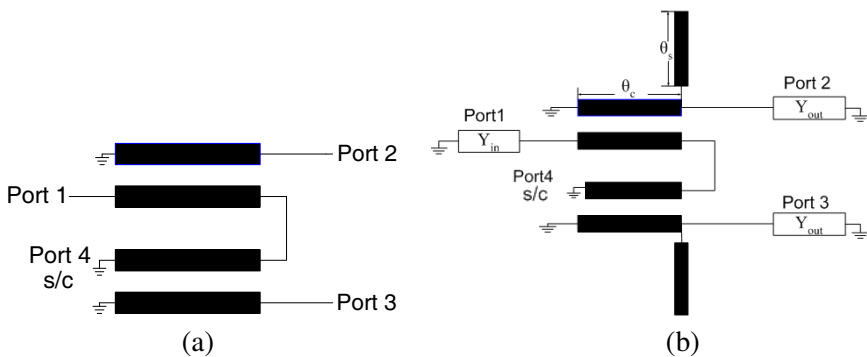 Port 2
Port 1
Port 4
s/c
Port 3
(a)
θs
θc
Port 2
Yout
Port1
Yin
Port4
s/c
Port 3
Yout
(b)